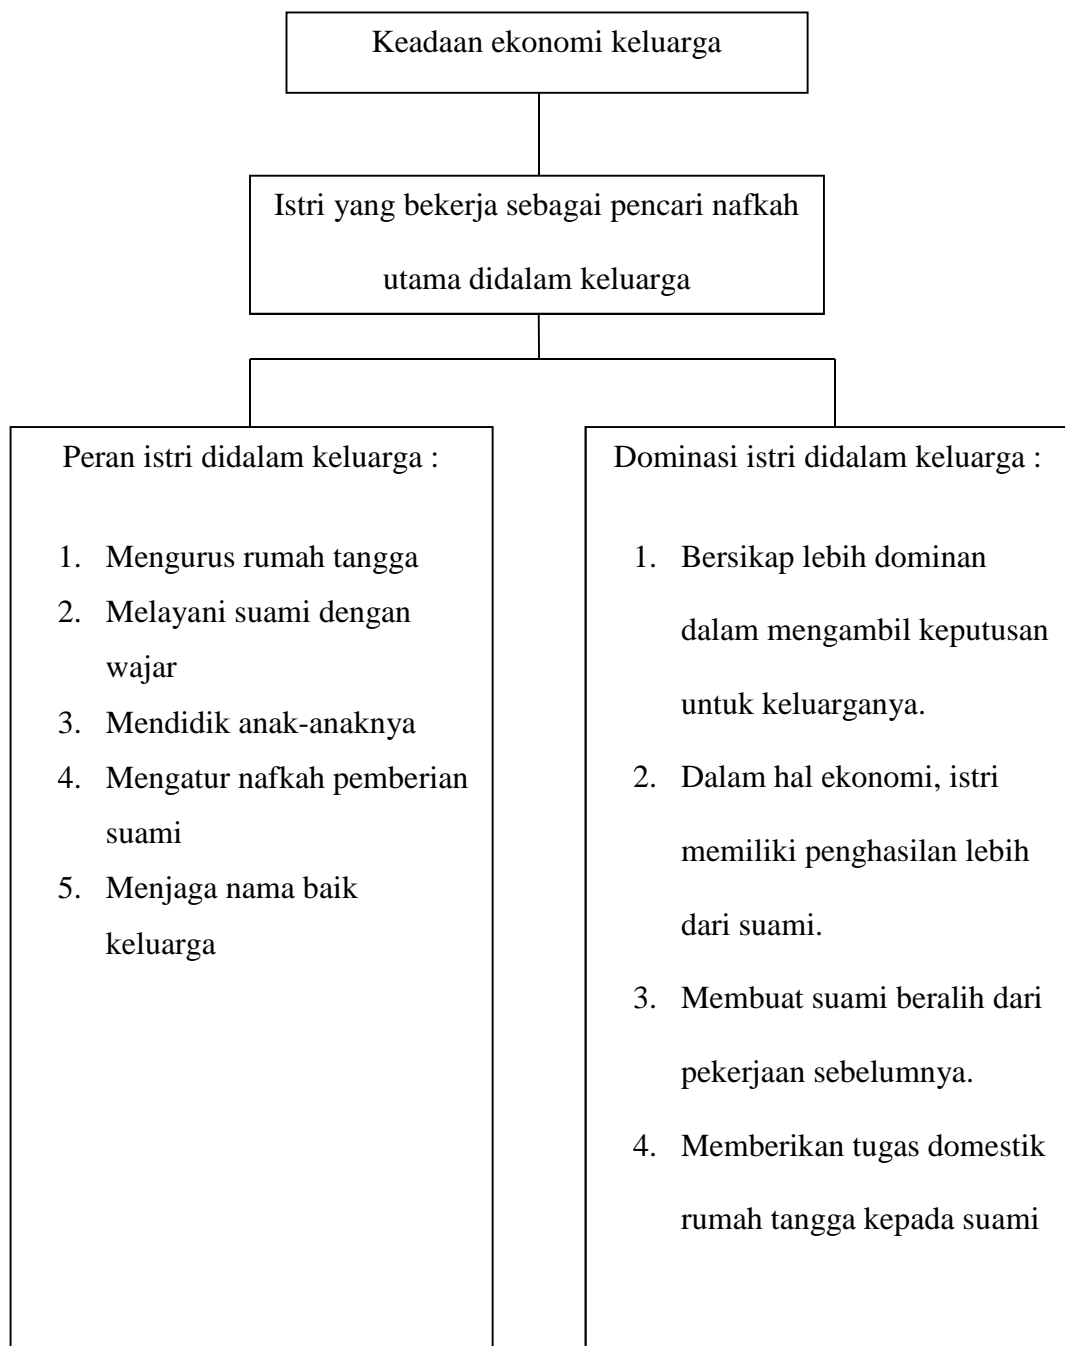 Keadaan ekonomi keluarga
Istri yang bekerja sebagai pencari nafkah
utama didalam keluarga
Peran istri didalam keluarga :
1. Mengurus rumah tangga
2. Melayani suami dengan
wajar
3. Mendidik anak-anaknya
4. Mengatur nafkah pemberian
suami
5. Menjaga nama baik
keluarga
Dominasi istri didalam keluarga :
1. Bersikap lebih dominan
dalam mengambil keputusan
untuk keluarganya.
2. Dalam hal ekonomi, istri
memiliki penghasilan lebih
dari suami.
3. Membuat suami beralih dari
pekerjaan sebelumnya.
4. Memberikan tugas domestik
rumah tangga kepada suami